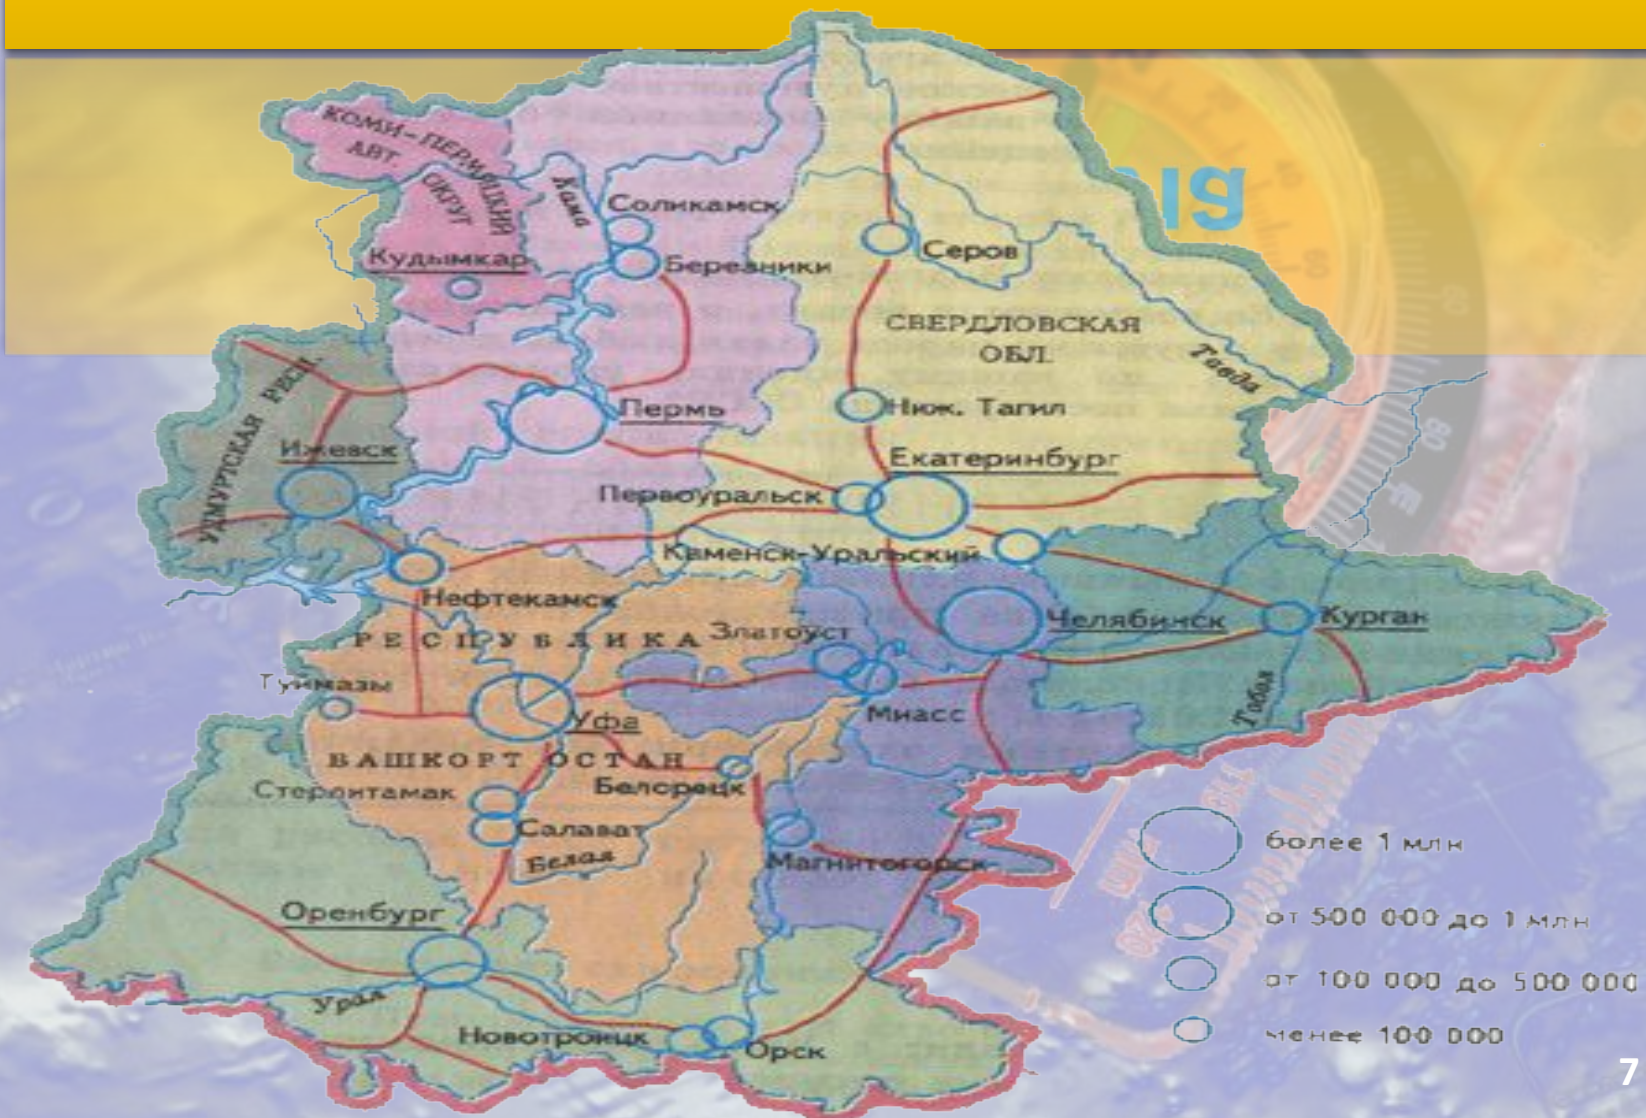 КОМИ-ПЕРМЯЦКИЙ
АВТ.
ОКРУГ
Кама
Соликамск
Кудымкар
Березники
Серов
СВЕРДЛОВСКАЯ
ОБЛ.
Тавда
УДМУРТСКАЯ РЕСП.
Пермь
Ниж. Тагил
Ижевск
Екатеринбург
Первоуральск
Каменск-Уральский
Нефтекамск
Челябинск
Курган
РЕСПУБЛИКА
Златоуст
Туймазы
Тобол
Уфа
Миасс
БАШКОРТОСТАН
Стерлитамак
Белорецк
Салават
Белая
Магнитогорск
Оренбург
Урал
Новотроицк
Орск
более 1 млн
от 500 000 до 1 млн
от 100 000 до 500 000
менее 100 000
7